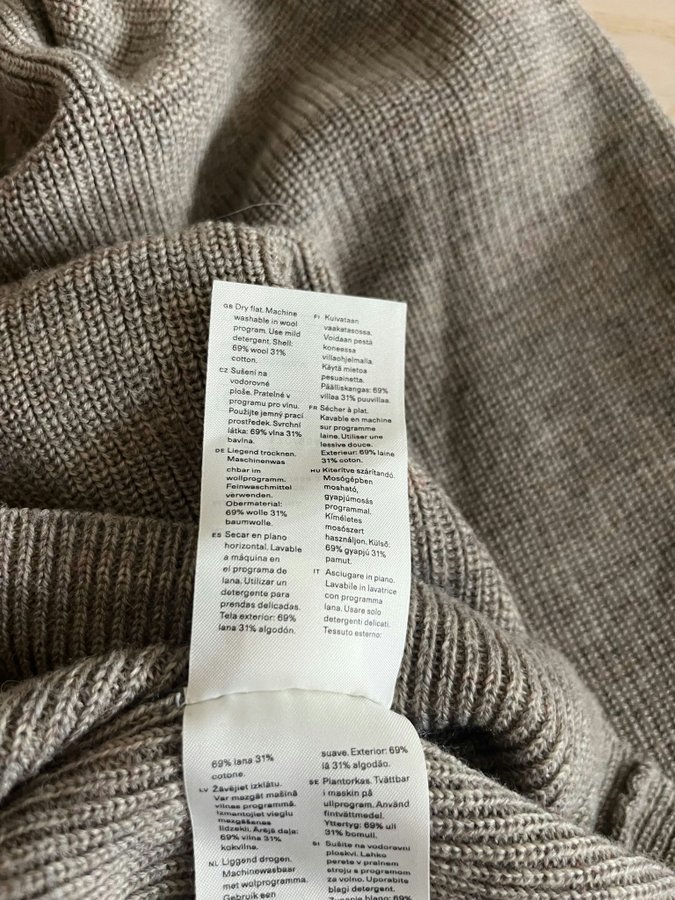 GB Dry flat. Machine
washable in wool
program. Use mild
detergent. Shell:
69% wool 31%
cotton.
CZ Sušení na
vodorovné
ploše. Pratelné v
programu pro vlnu.
Použijte jemný prací
prostředek. Svrchní
látka: 69% vlna 31%
bavlna.
DE Liegend trocknen.
Maschinenwas
chbar im
wollprogramm.
Feinwaschmittel
verwenden.
Obermaterial:
69% wolle 31%
baumwolle.
ES Secar en plano
horizontal. Lavable
a máquina en
el programa de
lana. Utilizar un
detergente para
prendas delicadas.
Tela exterior: 69%
lana 31% algodón.
FI Kuivataan
vaakatasossa.
Voidaan pestä
koneessa
villaohjelmalla.
Käytä mietoa
pesuainetta.
Päälliskangas: 69%
villaa 31% puuvillaa.
FR Sécher à plat.
Kavable en machine
sur programme
laine. Utiliser une
lessive douce.
Exterieur: 69% laine
31% coton.
HU Kiterítve szárítandó.
Mosógépben
mosható,
gyapjúmosás
programmal.
Kíméletes
mosószert
használjon. Külső:
69% gyapjú 31%
pamut.
IT Asciugare in piano.
Lavabile in lavatrice
con programma
lana. Usare solo
detergenti delicati.
Tessuto esterno:
69% lana 31%
cotone.
LV Žāvējiet izklātu.
Var mazgāt mašīnā
vilnas programmā.
Izmantojiet vieglu
mazgāšanas
līdzekli. Ārējā daļa:
69% vilna 31%
kokvilna.
NL Liggend drogen.
Machinewasbaar
met wolprogramma.
Gebruik een
suave. Exterior: 69%
lã 31% algodão.
SE Plantorkas. Tvättbar
i maskin på
ullprogram. Använd
fintvättmedel.
Yttertyg: 69% ull
31% bomull.
SI Sušite na vodoravni
ploskvi. Lahko
perete v pralnem
stroju s programom
za volno. Uporabite
blagi detergent.
Zunanje blago: 69%